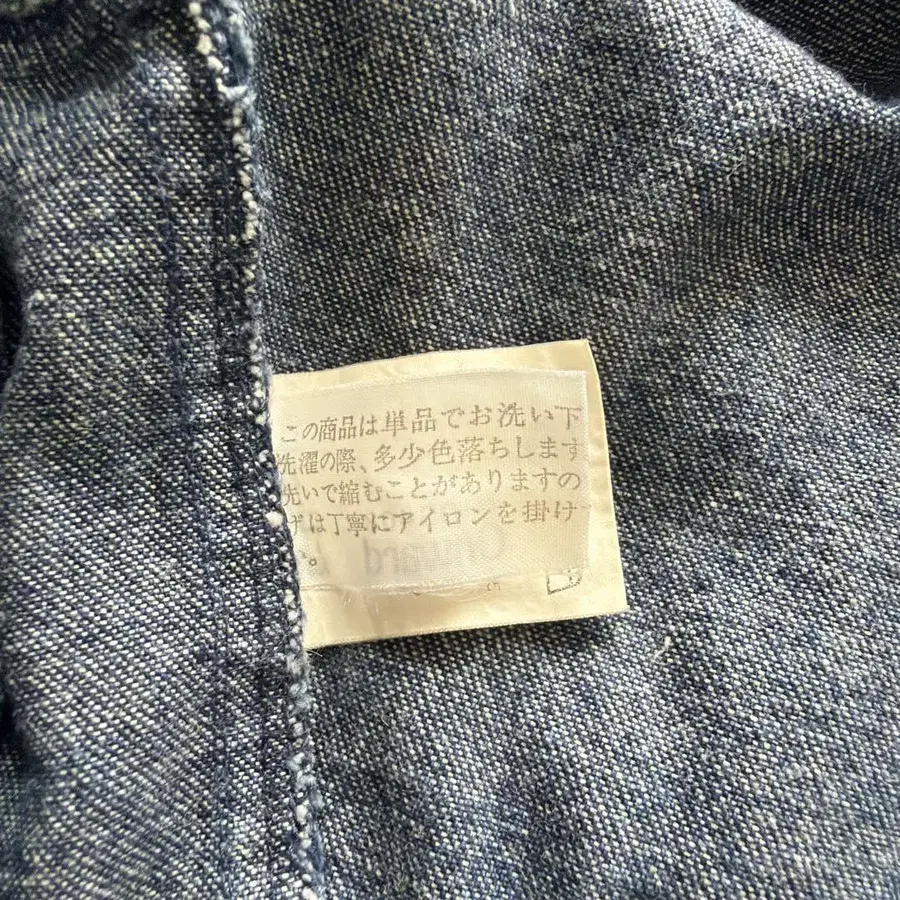 この商品は単品でお洗い下
洗濯の際、多少色落ちします
洗いで縮むことがありますの
ずは丁寧にアイロンを掛け
。